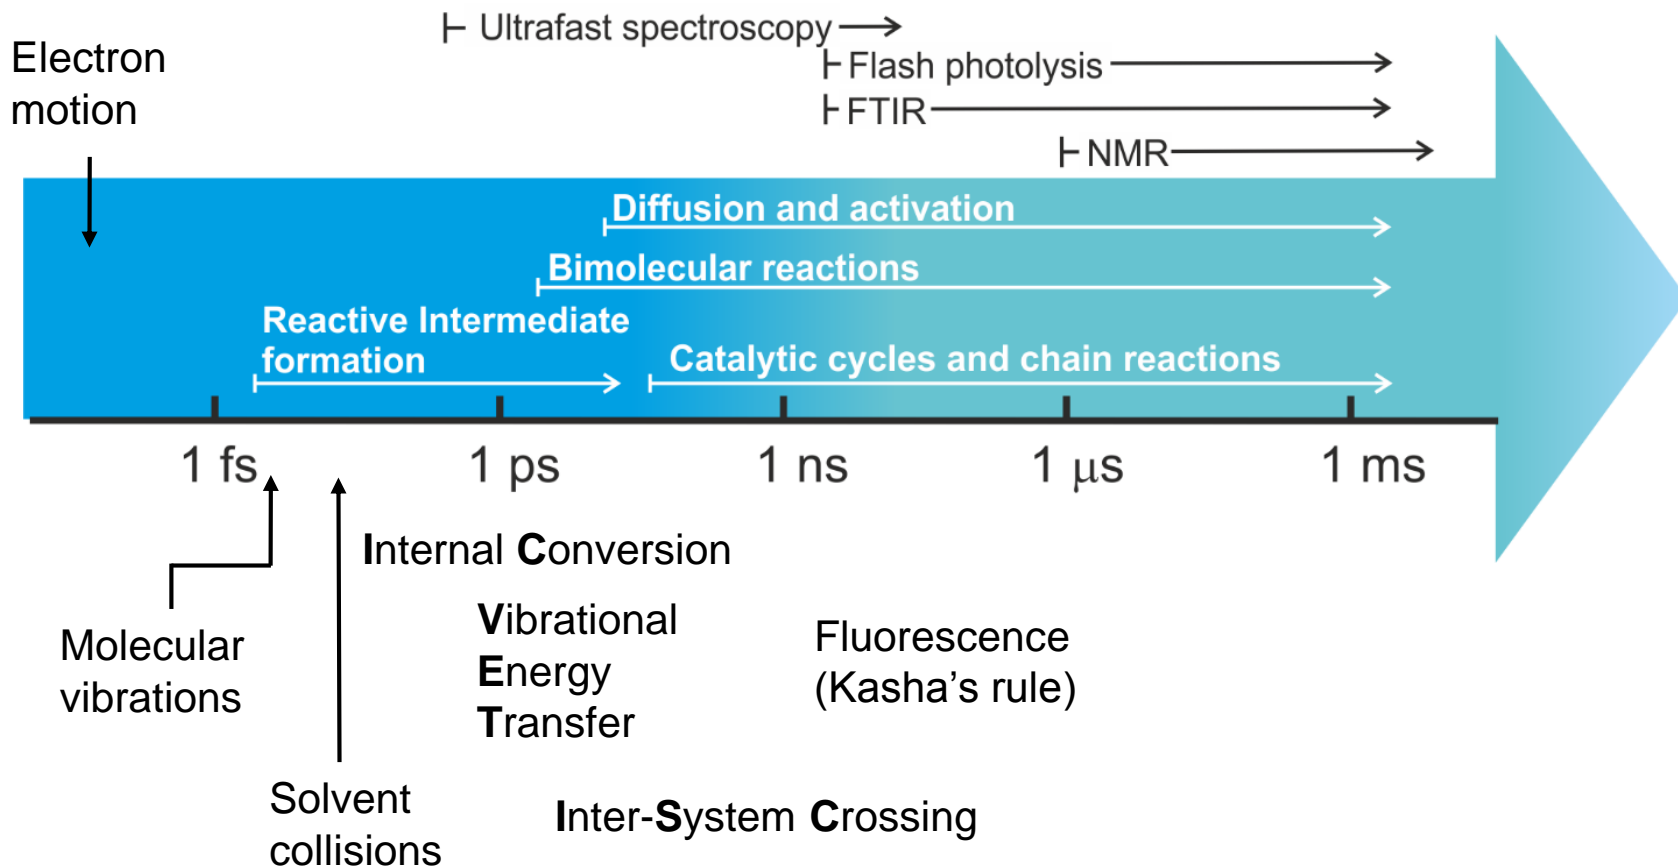 Ultrafast spectroscopy
Electron
motion
Flash photolysis
FTIR
NMR
Diffusion and activation
Bimolecular reactions
Reactive Intermediate
formation
Catalytic cycles and chain reactions
1 fs
1 ps
1 ns
1 μs
1 ms
Internal Conversion
Molecular
vibrations
Vibrational
Energy
Transfer
Fluorescence
(Kasha's rule)
Solvent
collisions
Inter-System Crossing